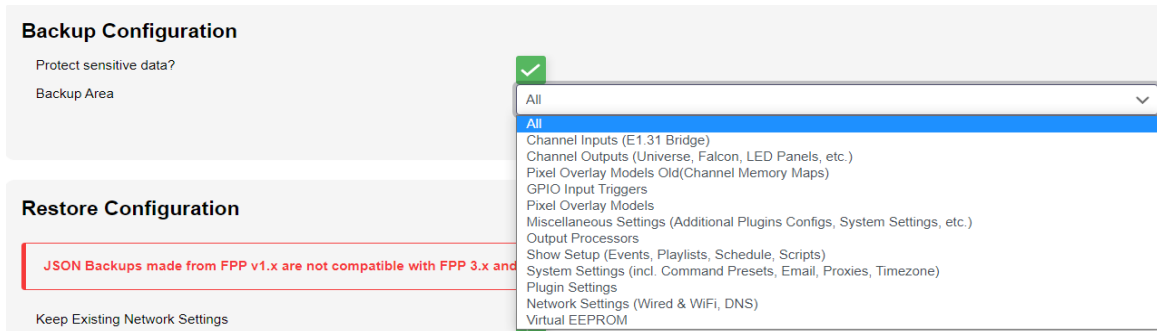 Backup Configuration
Protect sensitive data?
Backup Area
All
All
Channel Inputs (E1.31 Bridge)
Channel Outputs (Universe, Falcon, LED Panels, etc.)
Pixel Overlay Models Old(Channel Memory Maps)
GPIO Input Triggers
Pixel Overlay Models
Miscellaneous Settings (Additional Plugins Configs, System Settings, etc.)
Output Processors
Show Setup (Events, Playlists, Schedule, Scripts)
System Settings (incl. Command Presets, Email, Proxies, Timezone)
Plugin Settings
Network Settings (Wired & WiFi, DNS)
Virtual EEPROM
Restore Configuration
JSON Backups made from FPP v1.x are not compatible with FPP 3.x and
Keep Existing Network Settings